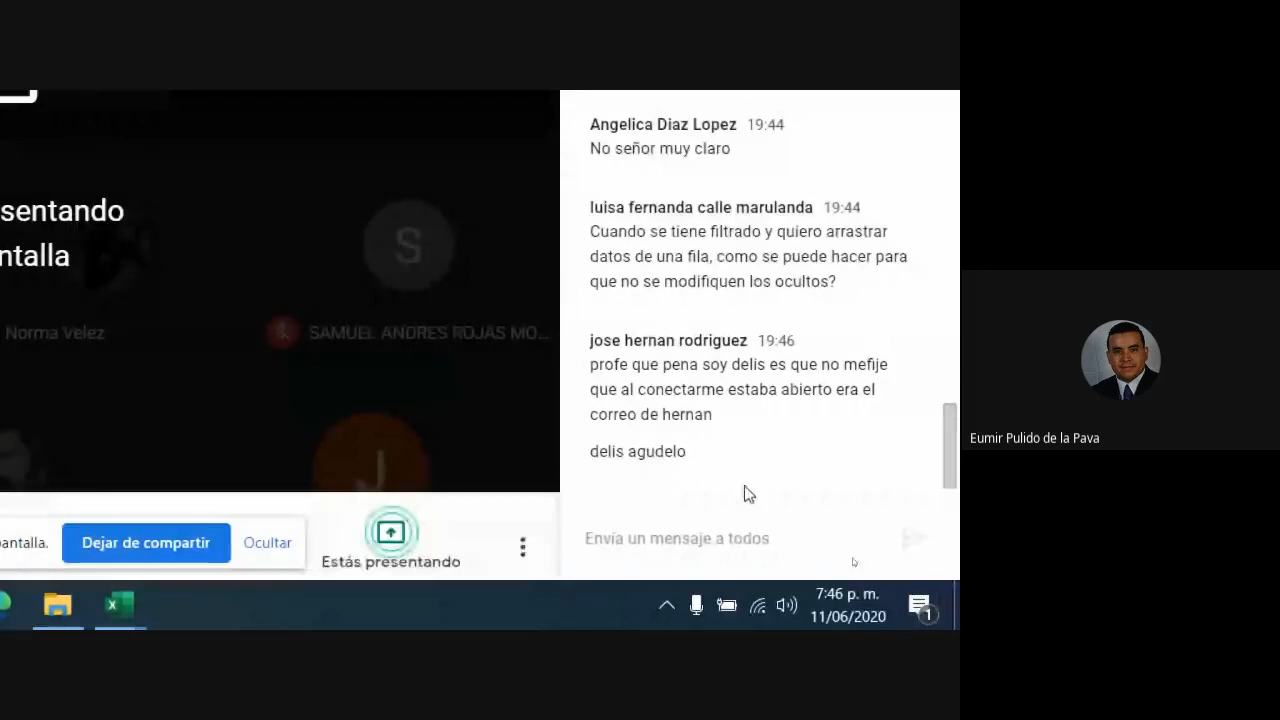 sentando
ntalla
Norma Velez
S
SAMUEL ANDRES ROJAS MO...
J
Angelica Diaz Lopez 19:44
No señor muy claro
luisa fernanda calle marulanda 19:44
Cuando se tiene filtrado y quiero arrastrar
datos de una fila, como se puede hacer para
que no se modifiquen los ocultos?
jose hernan rodriguez 19:46
profe que pena soy delis es que no mefije
que al conectarme estaba abierto era el
correo de hernan
delis agudelo
Envía un mensaje a todos
antalla.
Dejar de compartir
Ocultar
Estás presentando
7:46 p. m.
11/06/2020
1
Eumir Pulido de la Pava